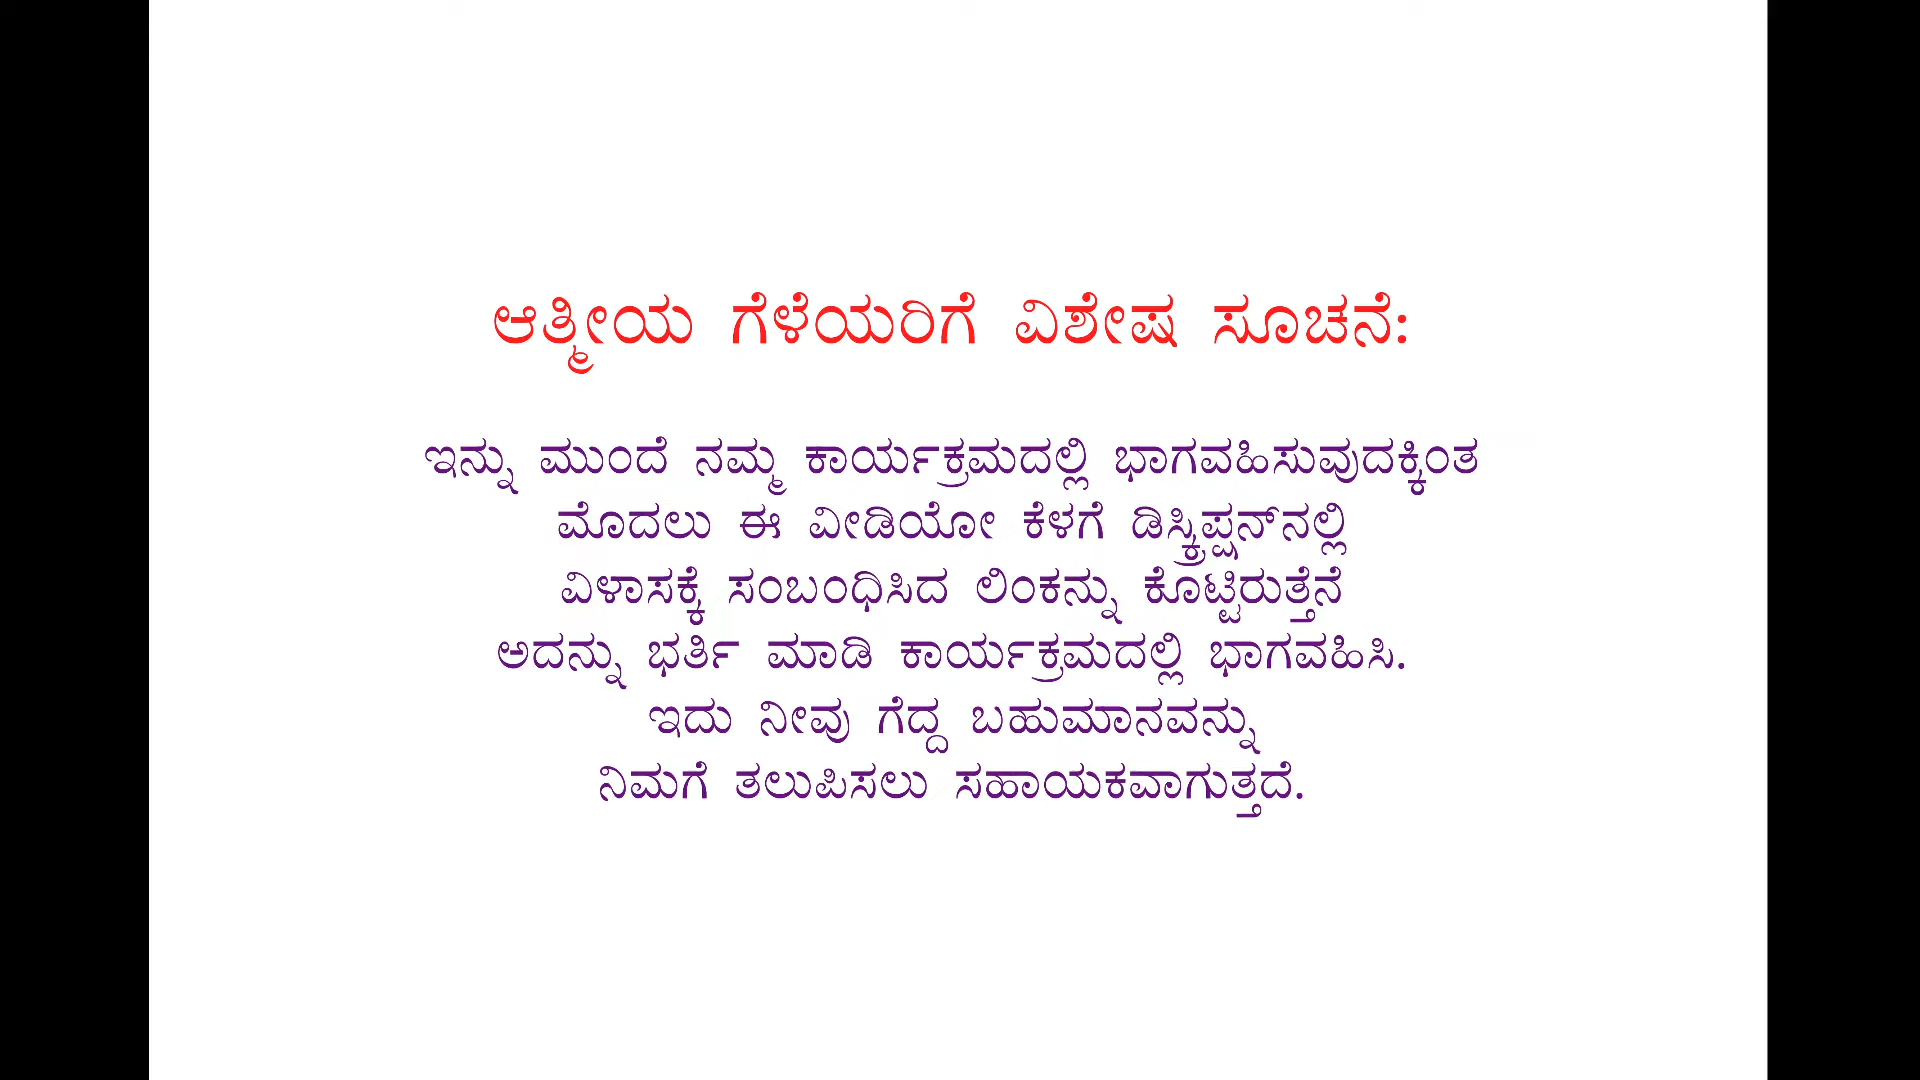 ಆತ್ಮೀಯ ಗೆಳೆಯರಿಗೆ ವಿಶೇಷ ಸೂಚನೆ:
ಇನ್ನು ಮುಂದೆ ನಮ್ಮ ಕಾರ್ಯಕ್ರಮದಲ್ಲಿ ಭಾಗವಹಿಸುವುದಕ್ಕಿಂತ
ಮೊದಲು ಈ ವೀಡಿಯೋ ಕೆಳಗೆ ಡಿಸ್ಕ್ರಿಪ್ಷನ್‌ನಲ್ಲಿ
ವಿಳಾಸಕ್ಕೆ ಸಂಬಂಧಿಸಿದ ಲಿಂಕನ್ನು ಕೊಟ್ಟಿರುತ್ತೆನೆ
ಅದನ್ನು ಭರ್ತಿ ಮಾಡಿ ಕಾರ್ಯಕ್ರಮದಲ್ಲಿ ಭಾಗವಹಿಸಿ.
ಇದು ನೀವು ಗೆದ್ದ ಬಹುಮಾನವನ್ನು
ನಿಮಗೆ ತಲುಪಿಸಲು ಸಹಾಯಕವಾಗುತ್ತದೆ.